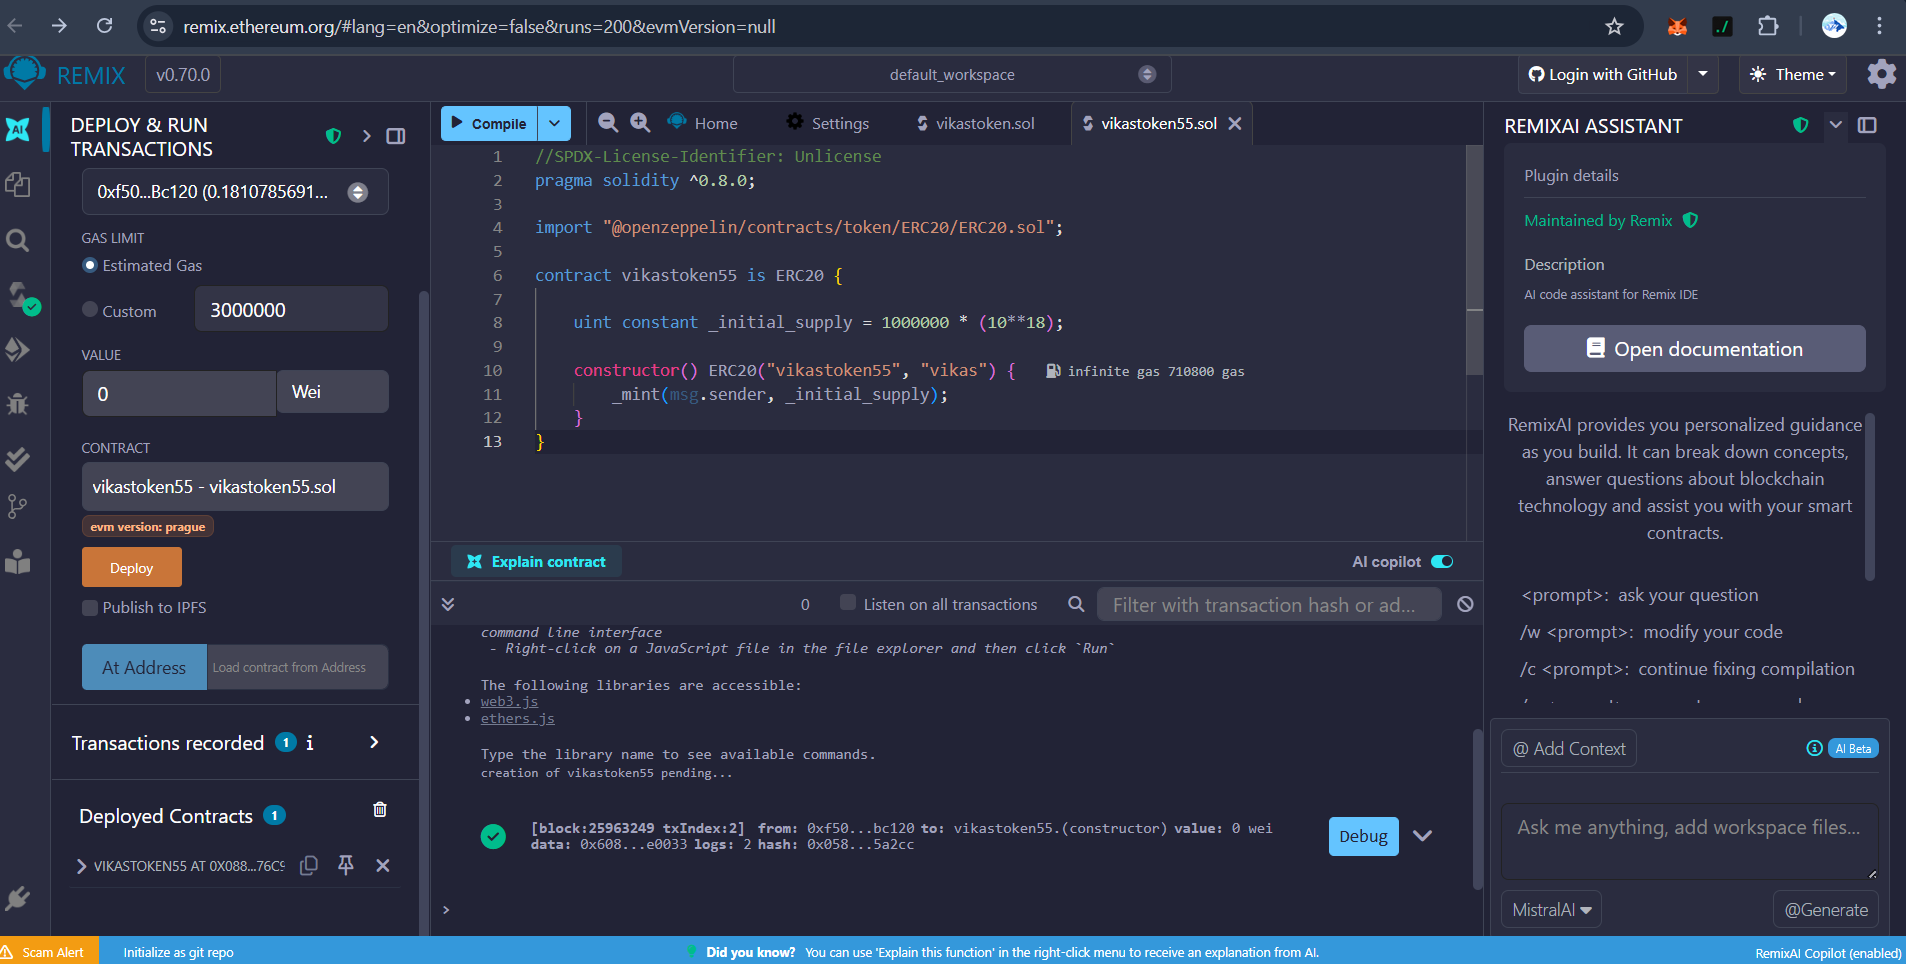 remix.ethereum.org/#lang=en&optimize=false&runs=200&evmVersion=null
REMIX
v0.70.0
default_workspace
Login with GitHub
Theme
DEPLOY & RUN
TRANSACTIONS
0xf50...Bc120 (0.1810785691...
GAS LIMIT
Estimated Gas
Custom
3000000
VALUE
0
Wei
CONTRACT
vikastoken55 - vikastoken55.sol
evm version: prague
Deploy
Publish to IPFS
At Address
Load contract from Address
Transactions recorded 1 i
Deployed Contracts 1
VIKASTOKEN55 AT 0X088...76C9
Compile
Home
Settings
vikastoken.sol
vikastoken55.sol
1 //SPDX-License-Identifier: Unlicense
2 pragma solidity ^0.8.0;
3
4 import "@openzeppelin/contracts/token/ERC20/ERC20.sol";
5
6 contract vikastoken55 is ERC20 {
7
8 uint constant _initial_supply = 1000000 * (10**18);
9
10 constructor() ERC20("vikastoken55", "vikas") { infinite gas 710800 gas
11 _mint(msg.sender, _initial_supply);
12 }
13 }
Explain contract
AI copilot
0
Listen on all transactions
Filter with transaction hash or ad...
command line interface
- Right-click on a JavaScript file in the file explorer and then click `Run`
The following libraries are accessible:
• web3.js
• ethers.js
Type the library name to see available commands.
creation of vikastoken55 pending...
[block:25963249 txIndex:2] from: 0xf50...bc120 to: vikastoken55.(constructor) value: 0 wei
data: 0x608...e0033 logs: 2 hash: 0x058...5a2cc
Debug
>
REMIXAI ASSISTANT
Plugin details
Maintained by Remix
Description
AI code assistant for Remix IDE
Open documentation
RemixAI provides you personalized guidance
as you build. It can break down concepts,
answer questions about blockchain
technology and assist you with your smart
contracts.
<prompt>: ask your question
/w <prompt>: modify your code
/c <prompt>: continue fixing compilation
@ Add Context
AI Beta
Ask me anything, add workspace files...
MistralAI
@Generate
Scam Alert
Initialize as git repo
Did you know? You can use 'Explain this function' in the right-click menu to receive an explanation from AI.
RemixAI Copilot (enabled)